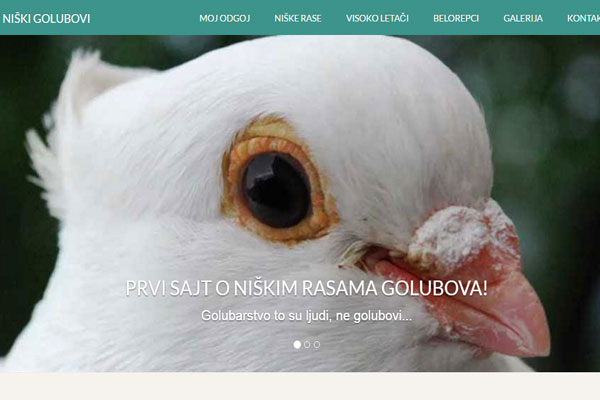 NIŠKI GOLUBOVI MOJ ODGOJ NIŠKE RASE VISOKO LETAČI BELOREPCI GALERIJA KONTA
PRVI SAJT O NIŠKIM RASAMA GOLUBOVA!
Golubarstvo to su ljudi, ne golubovi...